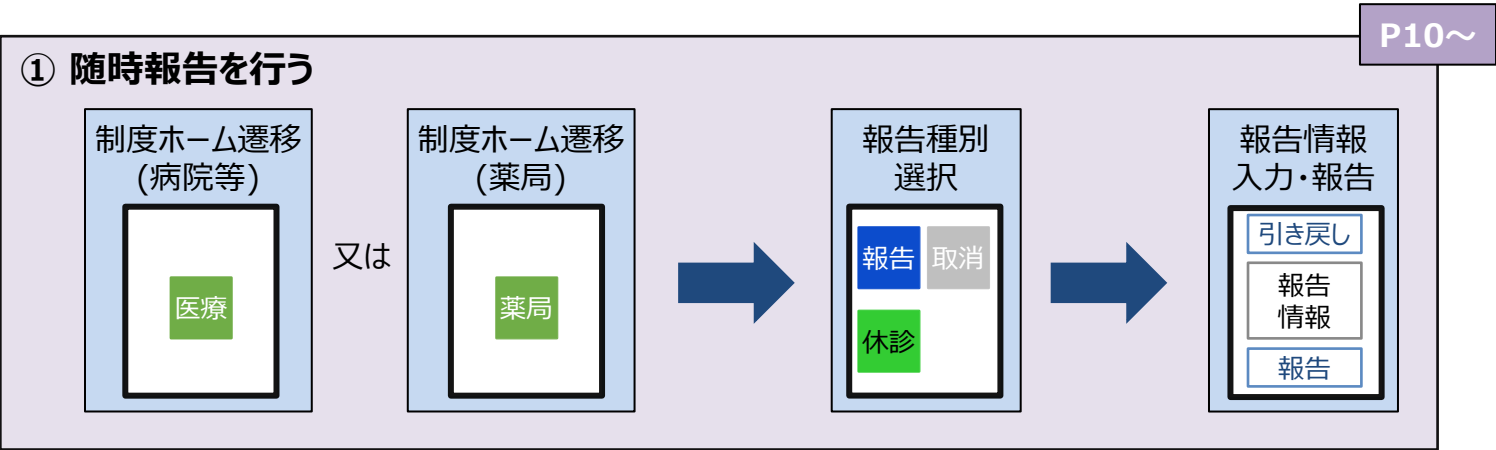 P10～
① 随時報告を行う
制度ホーム遷移
(病院等)
医療
又は
制度ホーム遷移
(薬局)
薬局
報告種別
選択
報告
取消
休診
報告情報
入力・報告
引き戻し
報告
情報
報告